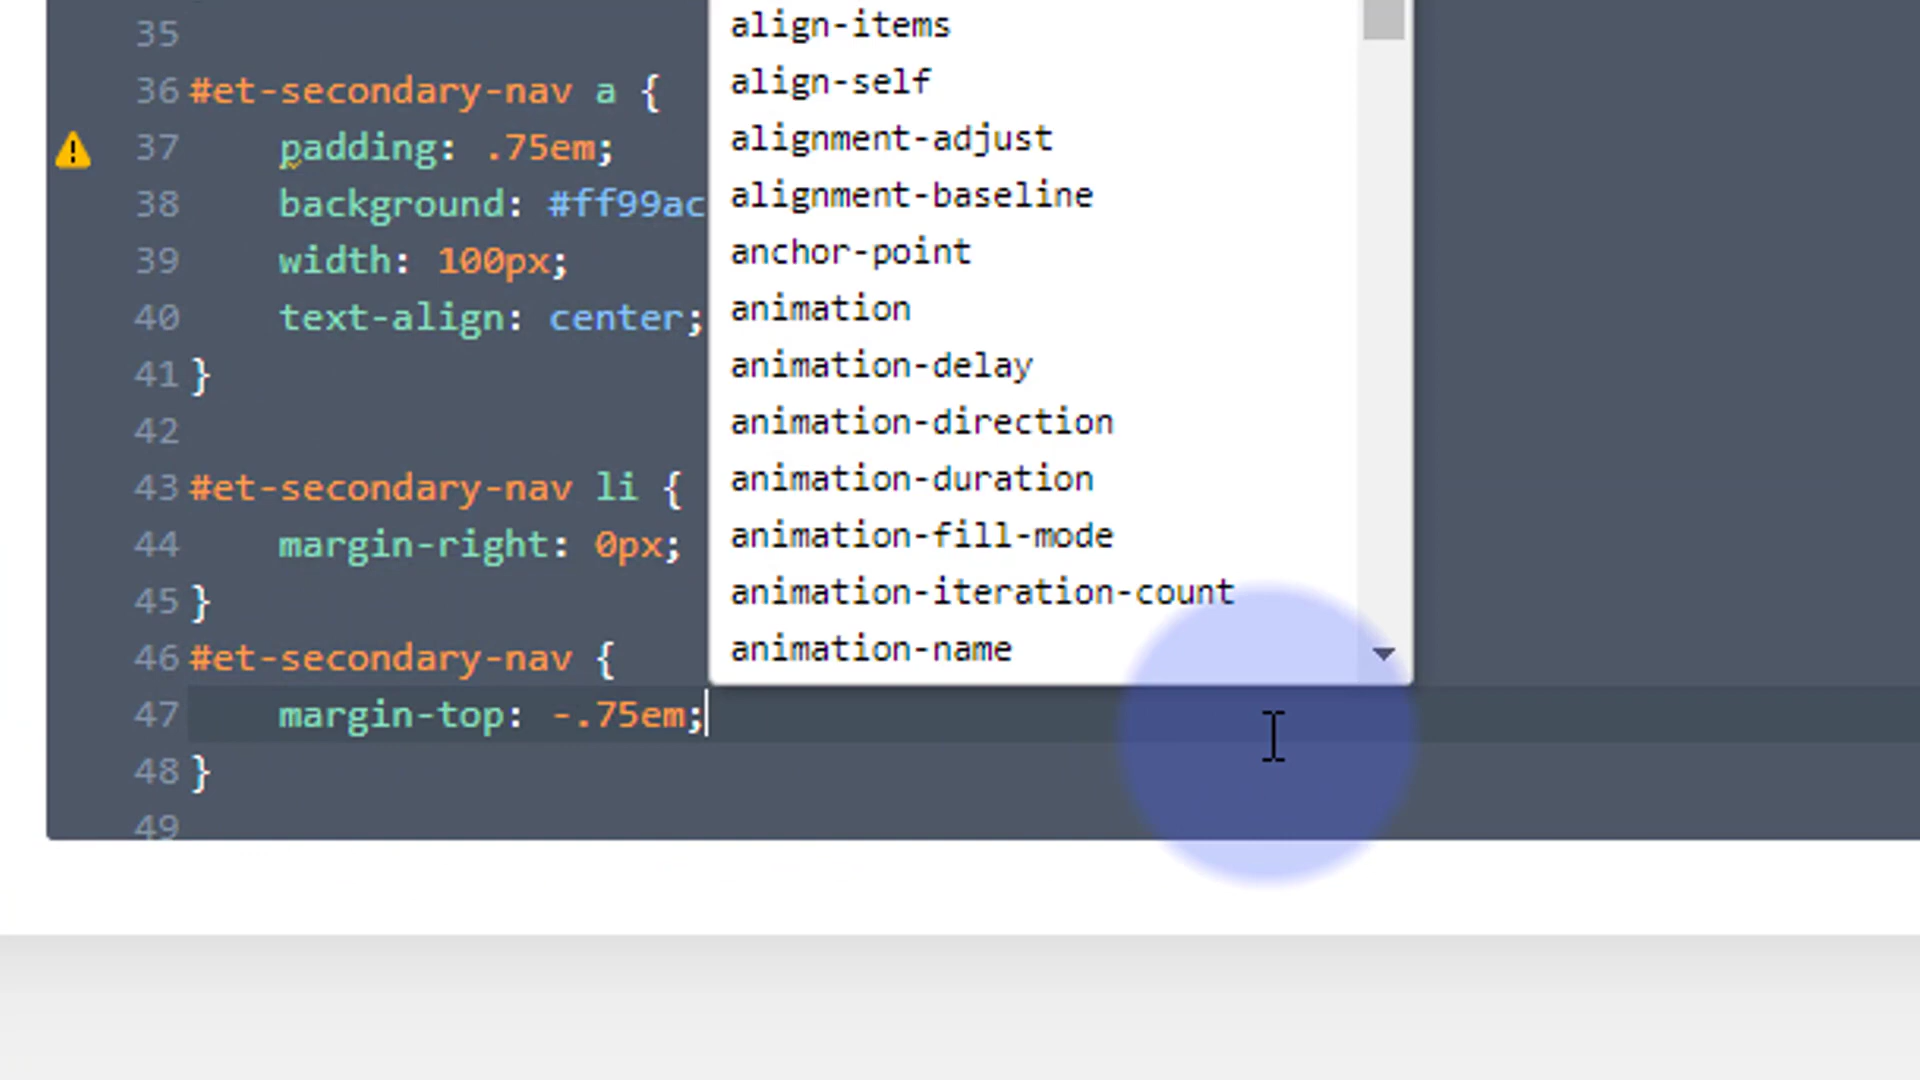 35
36 #et-secondary-nav a {
37 padding: .75em;
38 background: #ff99ac
39 width: 100px;
40 text-align: center;
41 }
42
43 #et-secondary-nav li {
44 margin-right: 0px;
45 }
46 #et-secondary-nav {
47 margin-top: -.75em;
48 }
49
align-items
align-self
alignment-adjust
alignment-baseline
anchor-point
animation
animation-delay
animation-direction
animation-duration
animation-fill-mode
animation-iteration-count
animation-name